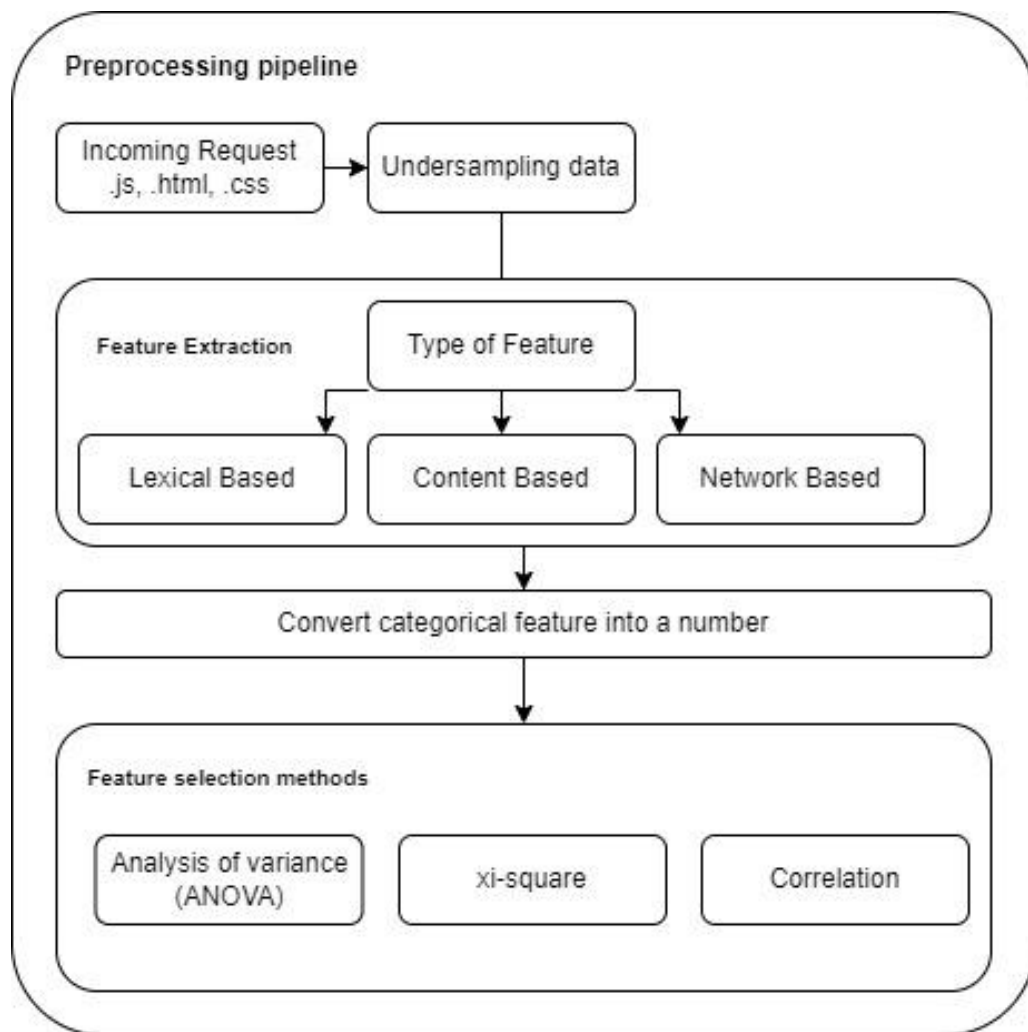 Preprocessing pipeline
Incoming Request
.js, .html, .css
Undersampling data
Feature Extraction
Type of Feature
Lexical Based
Content Based
Network Based
Convert categorical feature into a number
Feature selection methods
Analysis of variance
(ANOVA)
xi-square
Correlation